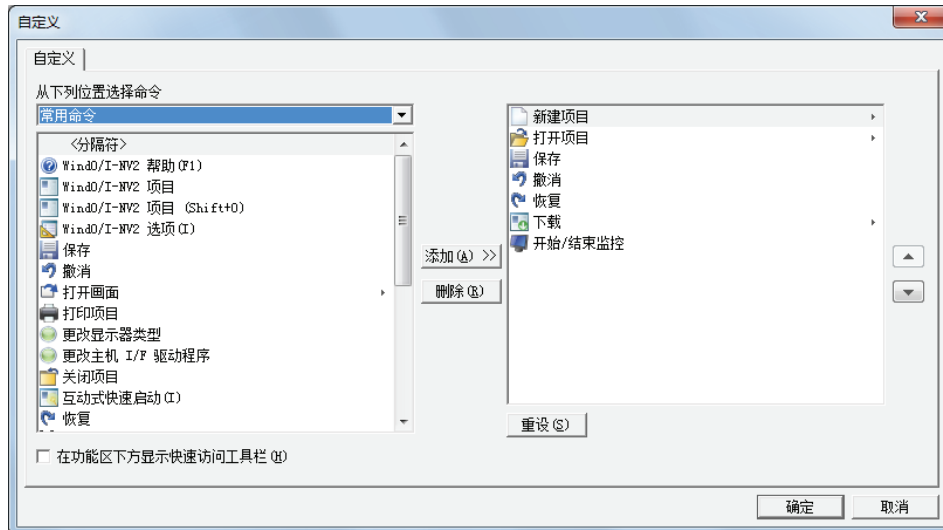 自定义
自定义
从下列位置选择命令
常用命令
<分隔符>
WindO/I-NV2 帮助(F1)
WindO/I-NV2 项目
WindO/I-NV2 项目 (Shift+O)
WindO/I-NV2 选项(I)
保存
撤消
打开画面
打印项目
更改显示器类型
更改主机 I/F 驱动程序
关闭项目
互动式快速启动(I)
恢复
添加(A) >>
删除(R)
新建项目
打开项目
保存
撤消
恢复
下载
开始/结束监控
重设(S)
在功能区下方显示快速访问工具栏(H)
确定
取消